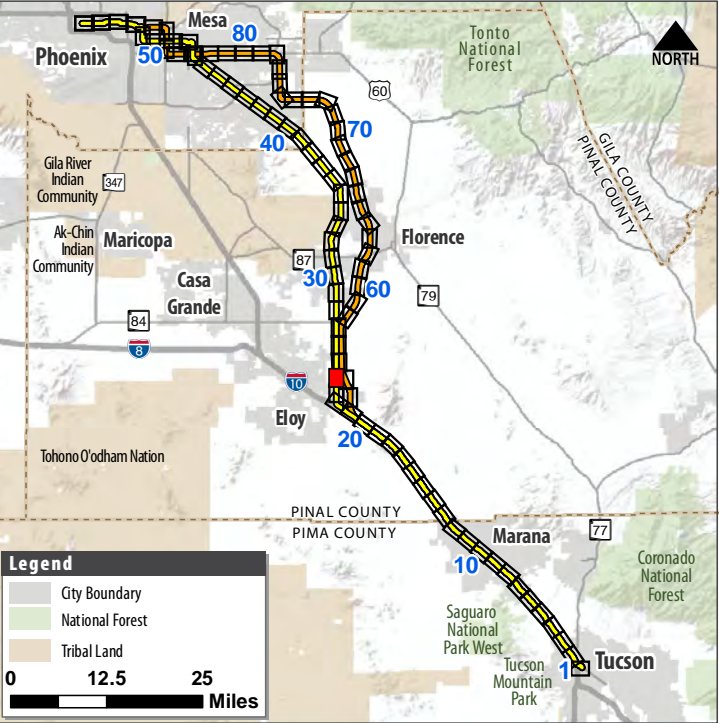 Mesa
80
Tonto
National
Forest
NORTH
Phoenix
50
60
70
40
GILA COUNTY
PINAL COUNTY
Gila River
Indian
Community
347
Ak-Chin
Indian
Community
Maricopa
Florence
87
30
Casa
Grande
60
79
84
8
10
Eloy
20
Tohono O'odham Nation
PINAL COUNTY
PIMA COUNTY
Marana
77
10
Coronado
National
Forest
Saguaro
National
Park West
Tucson
Mountain
Park
1
Tucson
Legend
City Boundary
National Forest
Tribal Land
0 12.5 25
Miles